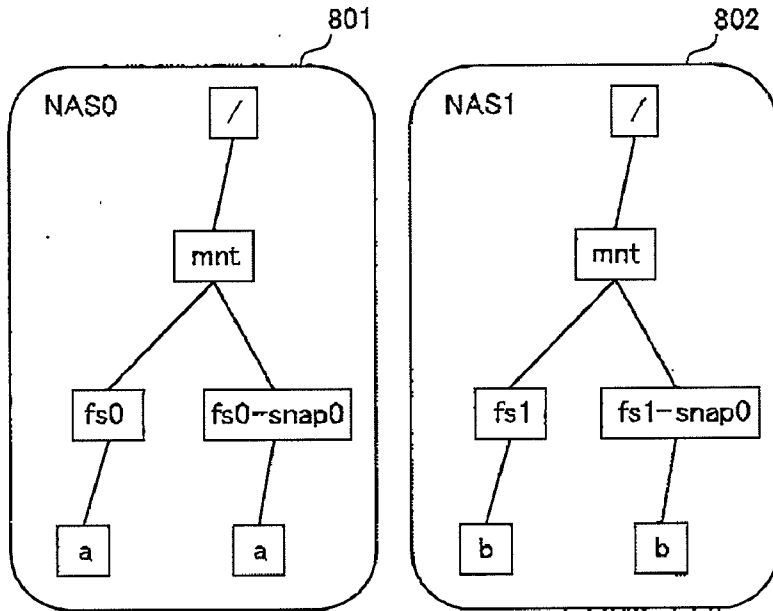 801
802
NAS0
/
NAS1
/
mnt
mnt
fs0
fs0-snap0
fs1
fs1-snap0
a
a
b
b